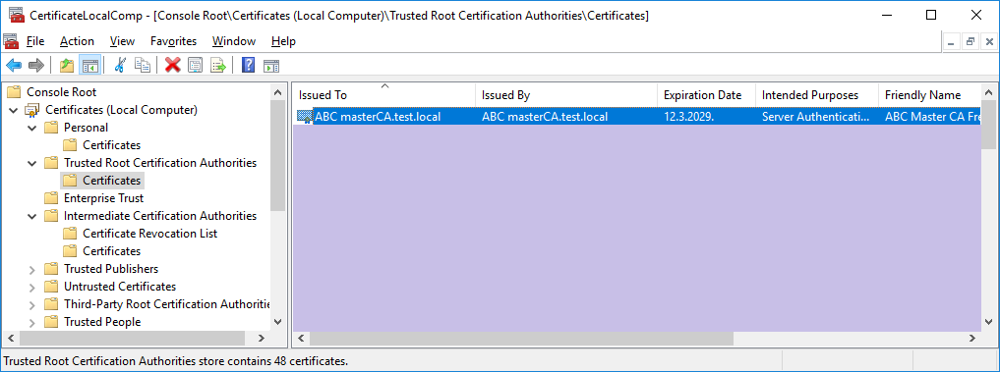 CertificateLocalComp - [Console Root\Certificates (Local Computer)\Trusted Root Certification Authorities\Certificates]
File Action View Favorites Window Help
Console Root
Certificates (Local Computer)
Personal
Certificates
Trusted Root Certification Authorities
Certificates
Enterprise Trust
Intermediate Certification Authorities
Certificate Revocation List
Certificates
Trusted Publishers
Untrusted Certificates
Third-Party Root Certification Authoritie
Trusted People
Issued To Issued By Expiration Date Intended Purposes Friendly Name
ABC masterCA.test.local ABC masterCA.test.local 12.3.2029. Server Authenticati... ABC Master CA Fre
Trusted Root Certification Authorities store contains 48 certificates.